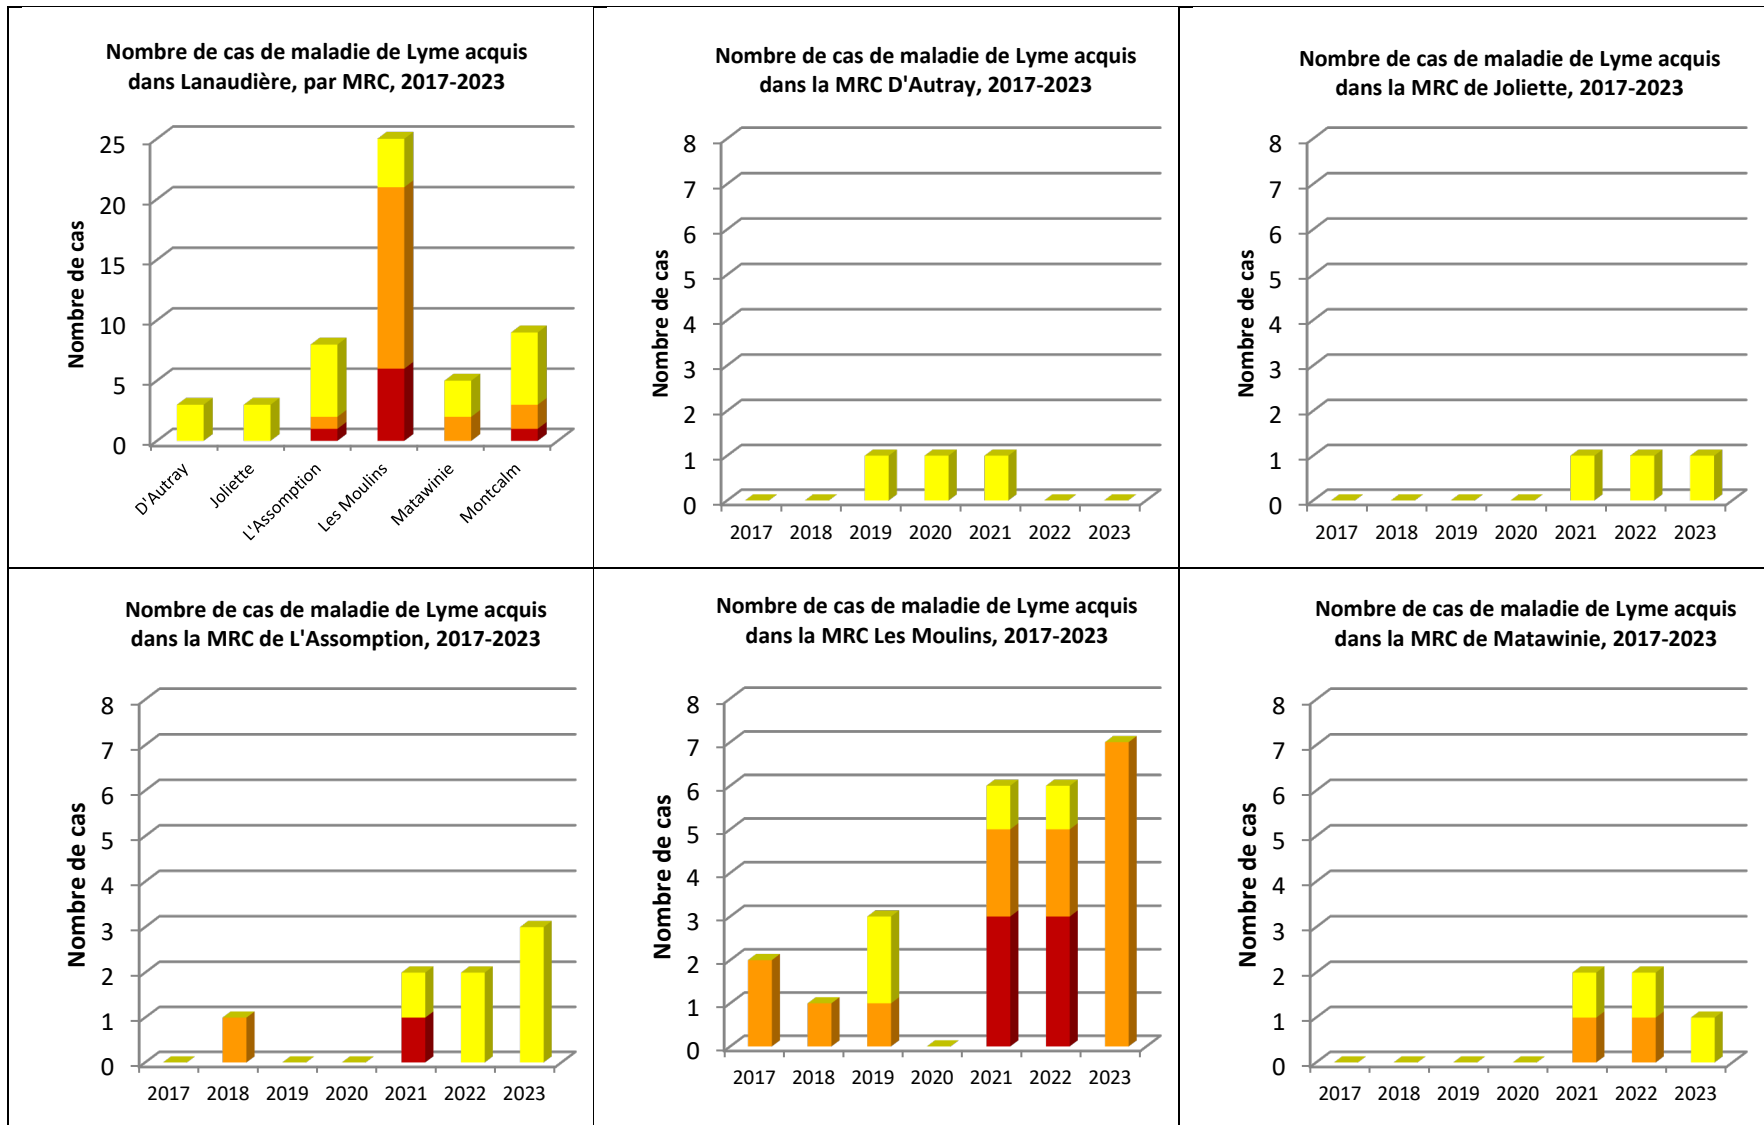 Nombre de cas de maladie de Lyme acquis
dans Lanaudière, par MRC, 2017-2023
Nombre de cas
25
20
15
10
5
0
D'Autray
Joliette
L'Assomption
Les Moulins
Matawinie
Montcalm
Nombre de cas de maladie de Lyme acquis
dans la MRC D'Autray, 2017-2023
Nombre de cas
8
7
6
5
4
3
2
1
0
2017 2018 2019 2020 2021 2022 2023
Nombre de cas de maladie de Lyme acquis
dans la MRC de Joliette, 2017-2023
Nombre de cas
8
7
6
5
4
3
2
1
0
2017 2018 2019 2020 2021 2022 2023
Nombre de cas de maladie de Lyme acquis
dans la MRC de L'Assomption, 2017-2023
Nombre de cas
8
7
6
5
4
3
2
1
0
2017 2018 2019 2020 2021 2022 2023
Nombre de cas de maladie de Lyme acquis
dans la MRC Les Moulins, 2017-2023
Nombre de cas
8
7
6
5
4
3
2
1
0
2017 2018 2019 2020 2021 2022 2023
Nombre de cas de maladie de Lyme acquis
dans la MRC de Matawinie, 2017-2023
Nombre de cas
8
7
6
5
4
3
2
1
0
2017 2018 2019 2020 2021 2022 2023